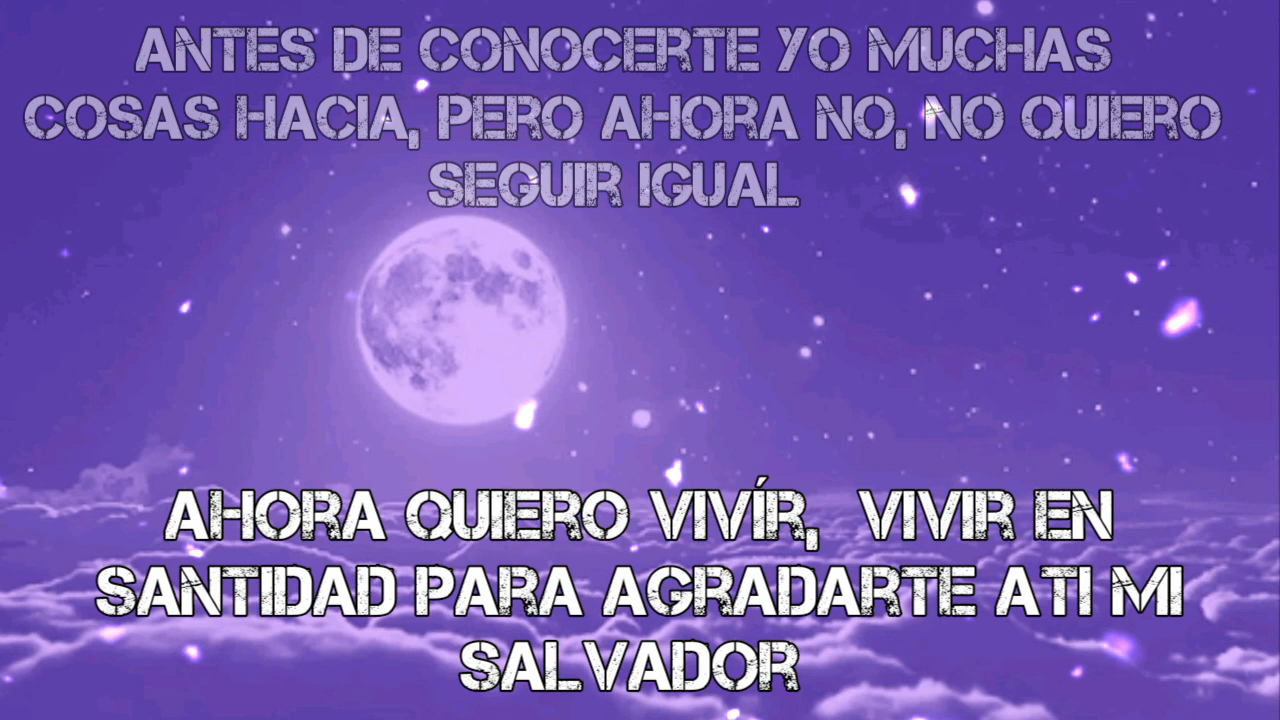 ANTES DE CONOCERTE YO MUCHAS
COSAS HACIA, PERO AHORA NO, NO QUIERO
SEGUIR IGUAL
AHORA QUIERO VIVÍR, VIVIR EN
SANTIDAD PARA AGRADARTE A TI MI
SALVADOR